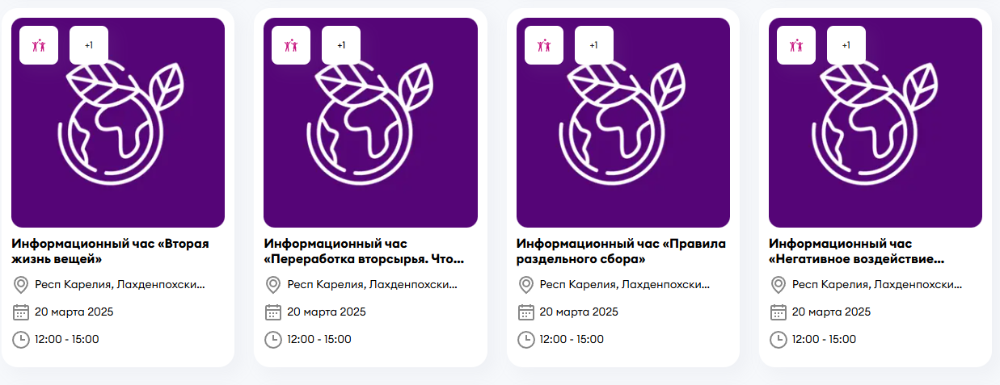 +1
Информационный час «Вторая
жизнь вещей»
Респ Карелия, Лахденпохски...
20 марта 2025
12:00 - 15:00
+1
Информационный час
«Переработка вторсырья. Что...
Респ Карелия, Лахденпохски...
20 марта 2025
12:00 - 15:00
+1
Информационный час «Правила
раздельного сбора»
Респ Карелия, Лахденпохски...
20 марта 2025
12:00 - 15:00
+1
Информационный час
«Негативное воздействие...
Респ Карелия, Лахденпохски...
20 марта 2025
12:00 - 15:00